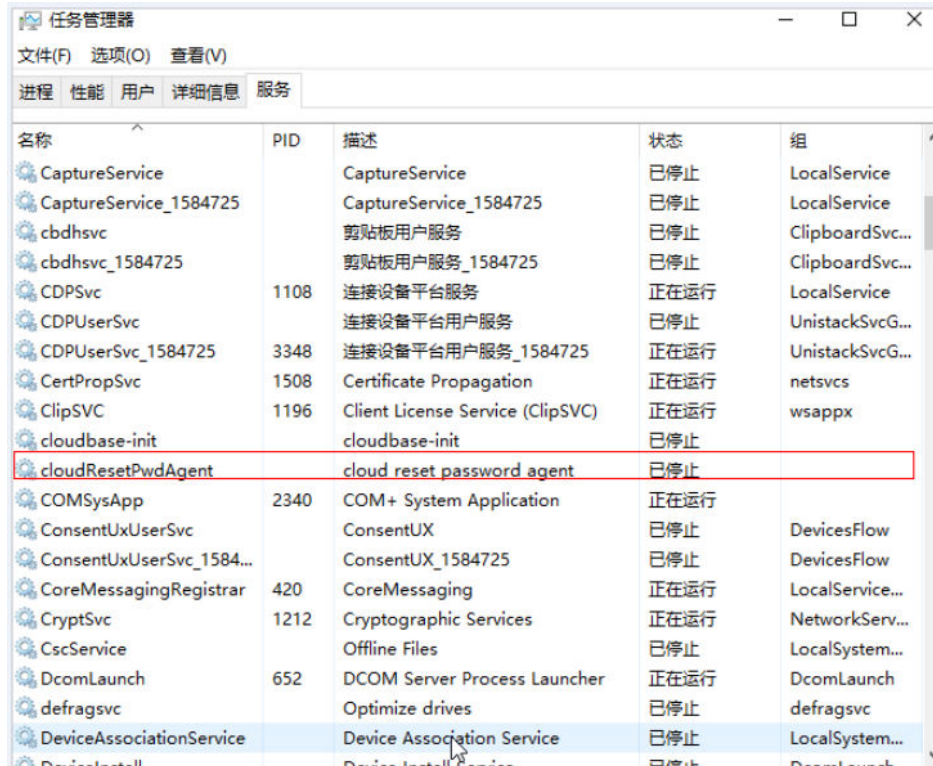 任务管理器
文件(F) 选项(O) 查看(V)
进程 性能 用户 详细信息 服务
名称 PID 描述 状态 组
CaptureService CaptureService 已停止 LocalService
CaptureService_1584725 CaptureService_1584725 已停止 LocalService
cbdhsvc 剪贴板用户服务 已停止 ClipboardSvc...
cbdhsvc_1584725 剪贴板用户服务_1584725 已停止 ClipboardSvc...
CDPSvc 1108 连接设备平台服务 正在运行 LocalService
CDPUserSvc 连接设备平台用户服务 已停止 UnistackSvcG...
CDPUserSvc_1584725 3348 连接设备平台用户服务_1584725 正在运行 UnistackSvcG...
CertPropSvc 1508 Certificate Propagation 正在运行 netsvcs
ClipSVC 1196 Client License Service (ClipSVC) 正在运行 wsappx
cloudbase-init cloudbase-init 已停止
cloudResetPwdAgent cloud reset password agent 已停止
COMSysApp 2340 COM+ System Application 正在运行
ConsentUxUserSvc ConsentUX 已停止 DevicesFlow
ConsentUxUserSvc_1584... ConsentUX_1584725 已停止 DevicesFlow
CoreMessagingRegistrar 420 CoreMessaging 正在运行 LocalService...
CryptSvc 1212 Cryptographic Services 正在运行 NetworkServ...
CscService Offline Files 已停止 LocalSystem...
DcomLaunch 652 DCOM Server Process Launcher 正在运行 DcomLaunch
defragsvc Optimize drives 已停止 defragsvc
DeviceAssociationService Device Association Service 已停止 LocalSystem...
DeviceInstall Device Install Service 已停止 DcomLaunch